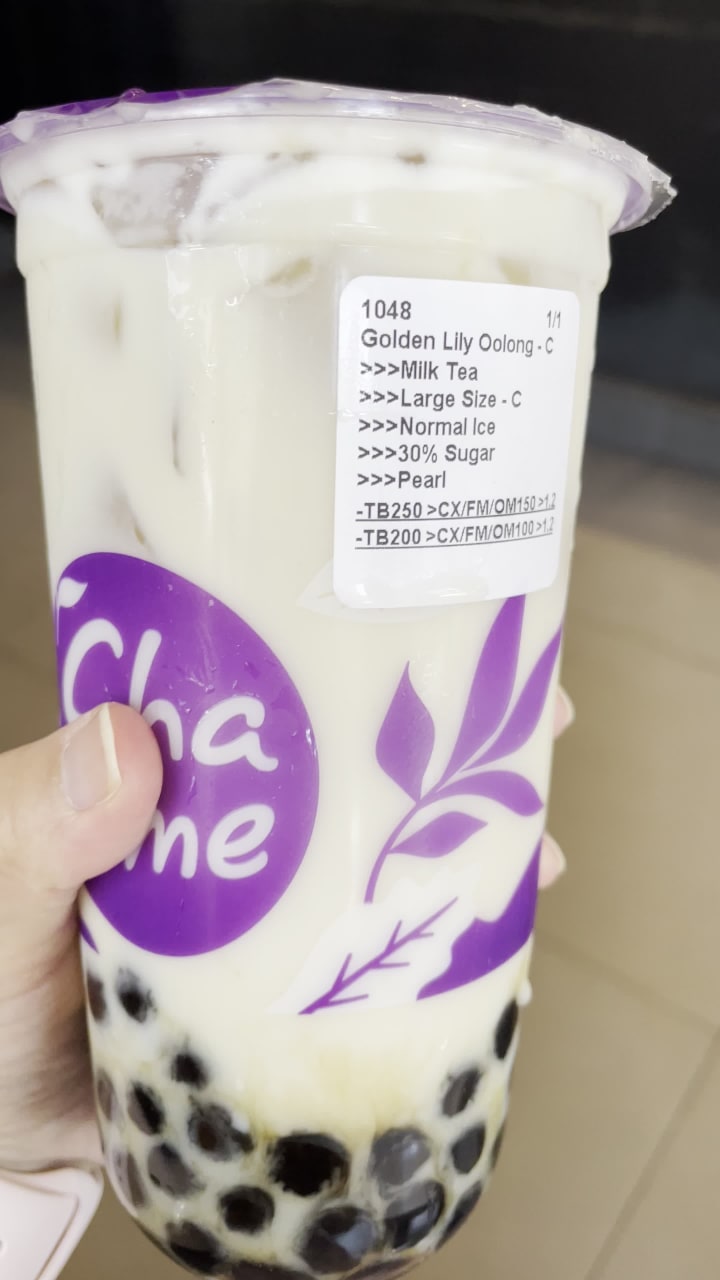 1048 1/1
Golden Lily Oolong - C
>>>Milk Tea
>>>Large Size - C
>>>Normal Ice
>>>30% Sugar
>>>Pearl
-TB250 >CX/FM/OM150 >1.2
-TB200 >CX/FM/OM100 >1.2
Cha
me